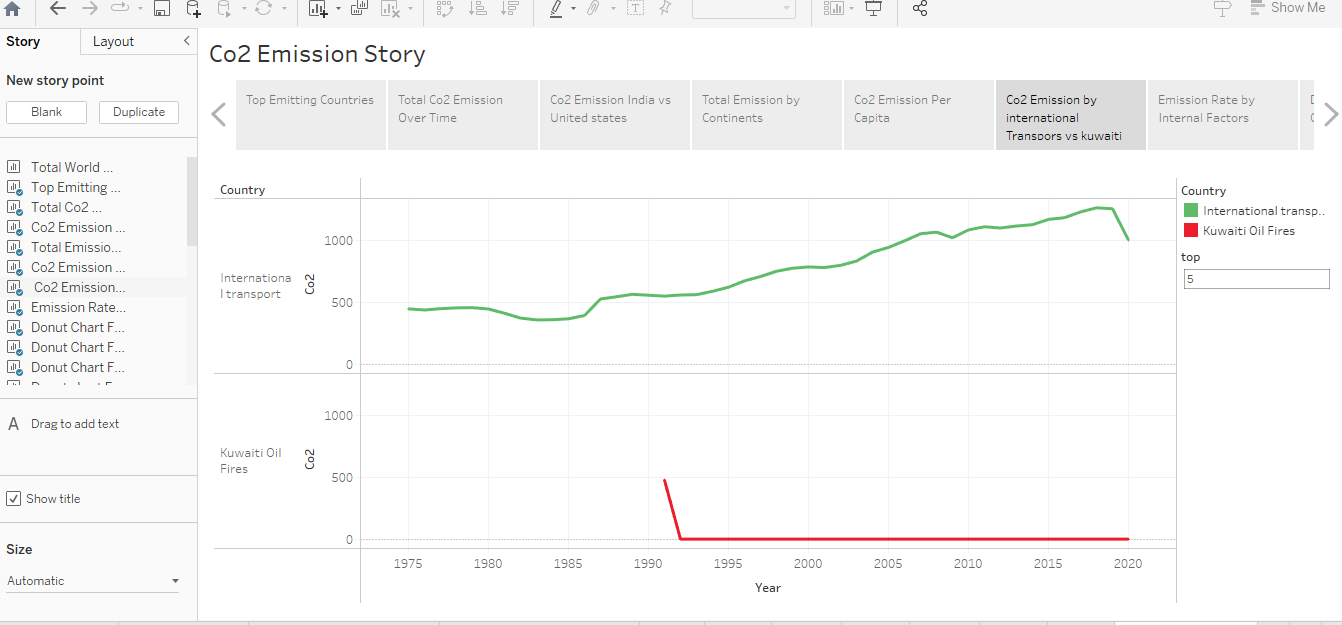 Show Me
Story
Layout
New story point
Blank
Duplicate
Total World ...
Top Emitting ...
Total Co2 ...
Co2 Emission ...
Total Emissio...
Co2 Emission ...
Co2 Emission...
Emission Rate...
Donut Chart F...
Donut Chart F...
Donut Chart F...
A Drag to add text
Show title
Size
Automatic
Co2 Emission Story
Top Emitting Countries
Total Co2 Emission
Over Time
Co2 Emission India vs
United states
Total Emission by
Continents
Co2 Emission Per
Capita
Co2 Emission by
international
Transpors vs kuwaiti
Emission Rate by
Internal Factors
Country
Internationa
l transport
Co2
1000
500
0
Kuwaiti Oil
Fires
Co2
1000
500
0
1975
1980
1985
1990
1995
2000
2005
2010
2015
2020
Year
Country
International transp..
Kuwaiti Oil Fires
top
5